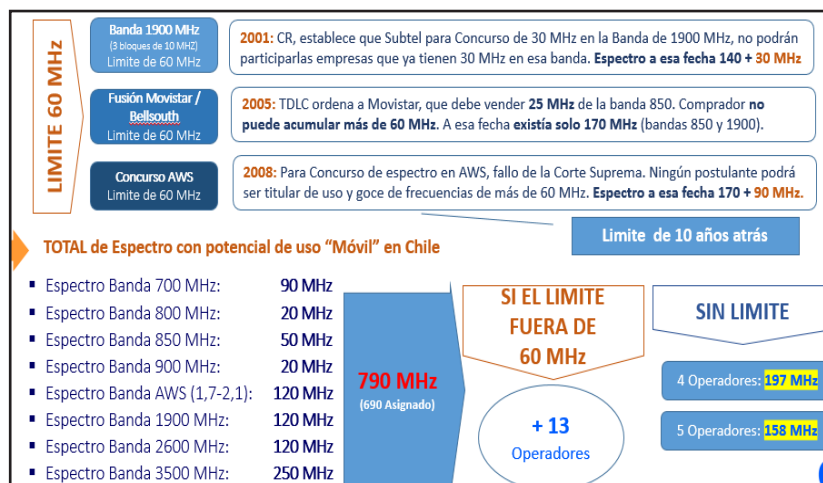 LIMITE 60 MHz
Banda 1900 MHz
(3 bloques de 10 MHZ)
Limite de 60 MHz
2001: CR, establece que Subtel para Concurso de 30 MHz en la Banda de 1900 MHz, no podrán
participarlas empresas que ya tienen 30 MHz en esa banda. Espectro a esa fecha 140 + 30 MHz
Fusión Movistar /
Bellsouth
Limite de 60 MHz
2005: TDLC ordena a Movistar, que debe vender 25 MHz de la banda 850. Comprador no
puede acumular más de 60 MHz. A esa fecha existía solo 170 MHz (bandas 850 y 1900).
Concurso AWS
Limite de 60 MHz
2008: Para Concurso de espectro en AWS, fallo de la Corte Suprema. Ningún postulante podrá
ser titular de uso y goce de frecuencias de más de 60 MHz. Espectro a esa fecha 170 + 90 MHz.
Limite de 10 años atrás
TOTAL de Espectro con potencial de uso “Móvil” en Chile
▪ Espectro Banda 700 MHz: 90 MHz
▪ Espectro Banda 800 MHz: 20 MHz
▪ Espectro Banda 850 MHz: 50 MHz
▪ Espectro Banda 900 MHz: 20 MHz
▪ Espectro Banda AWS (1,7-2,1): 120 MHz
▪ Espectro Banda 1900 MHz: 120 MHz
▪ Espectro Banda 2600 MHz: 120 MHz
▪ Espectro Banda 3500 MHz: 250 MHz
790 MHz
(690 Asignado)
SI EL LIMITE
FUERA DE
60 MHz
+ 13
Operadores
SIN LIMITE
4 Operadores: 197 MHz
5 Operadores: 158 MHz